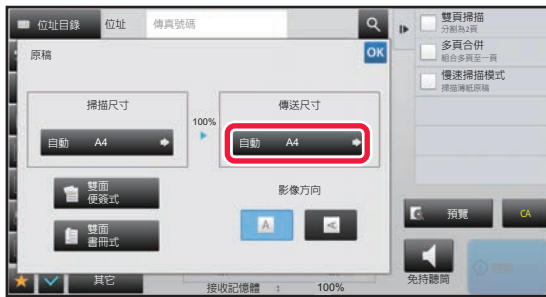 位址目錄 位址 傳真號碼
原稿 OK
掃描尺寸
自動 A4
100%
傳送尺寸
自動 A4
雙面
便簽式
雙面
書冊式
影像方向
A A
其它
接收記憶體 : 100%
雙頁掃描
分割為2頁
多頁合併
組合多頁至一頁
慢速掃描模式
掃描薄紙原稿
預覽 CA
免持聽筒